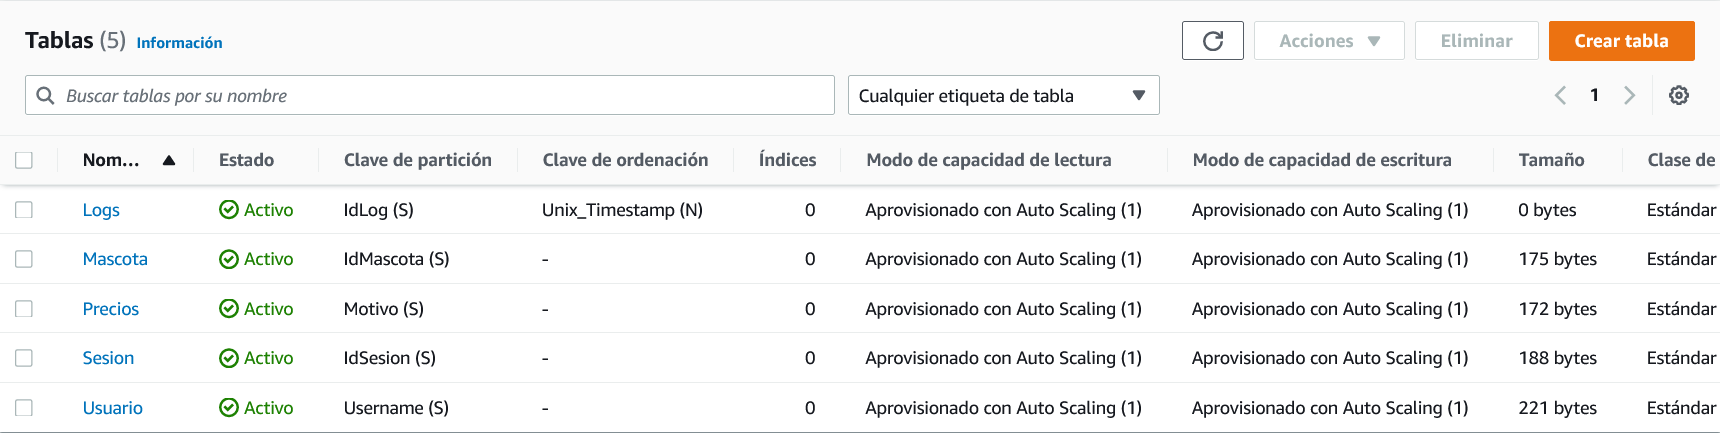 Tablas (5) Información
Acciones Eliminar Crear tabla
Buscar tablas por su nombre Cualquier etiqueta de tabla 1
Nom... Estado Clave de partición Clave de ordenación Índices Modo de capacidad de lectura Modo de capacidad de escritura Tamaño Clase de
Logs Activo IdLog (S) Unix_Timestamp (N) 0 Aprovisionado con Auto Scaling (1) Aprovisionado con Auto Scaling (1) 0 bytes Estándar
Mascota Activo IdMascota (S) - 0 Aprovisionado con Auto Scaling (1) Aprovisionado con Auto Scaling (1) 175 bytes Estándar
Precios Activo Motivo (S) - 0 Aprovisionado con Auto Scaling (1) Aprovisionado con Auto Scaling (1) 172 bytes Estándar
Sesion Activo IdSesion (S) - 0 Aprovisionado con Auto Scaling (1) Aprovisionado con Auto Scaling (1) 188 bytes Estándar
Usuario Activo Username (S) - 0 Aprovisionado con Auto Scaling (1) Aprovisionado con Auto Scaling (1) 221 bytes Estándar